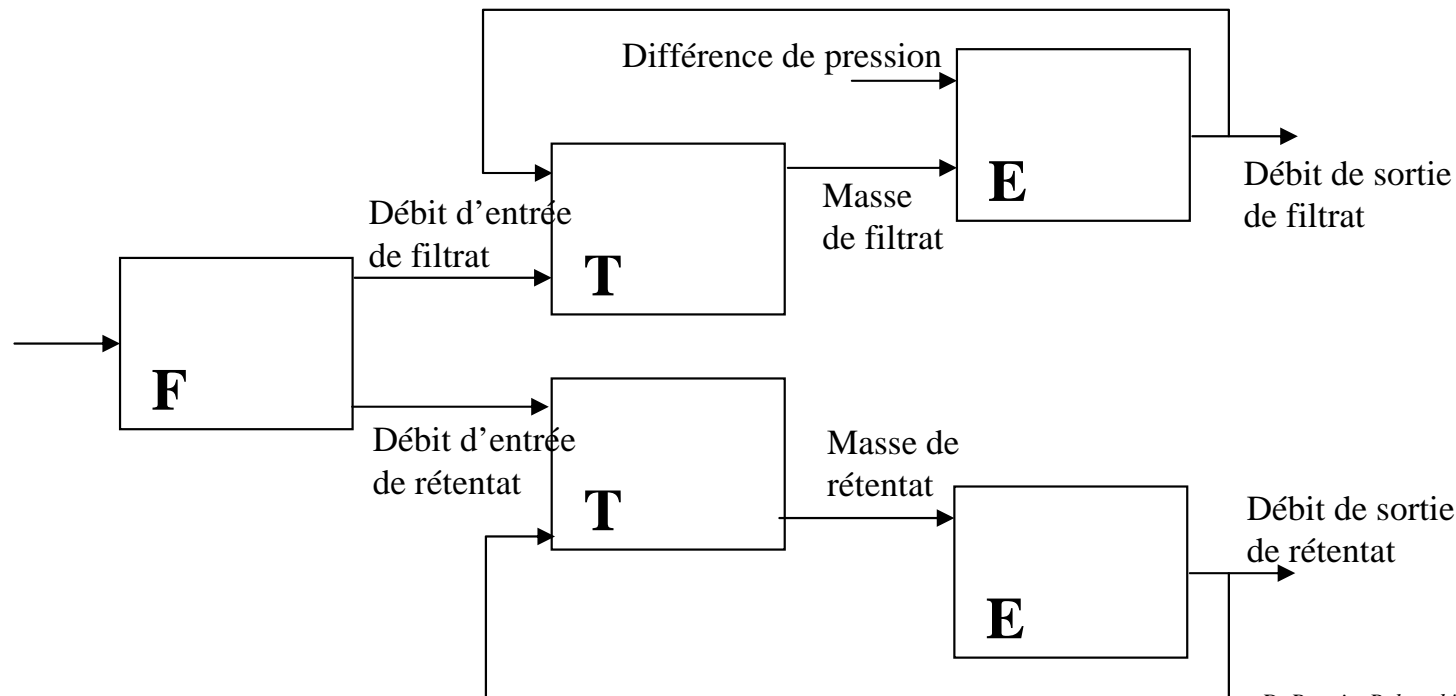 Différence de pression
E
Débit de sortie
de filtrat
Masse
de filtrat
Débit d’entrée
de filtrat
T
F
Débit d’entrée
de rétentat
T
Masse de
rétentat
Débit de sortie
de rétentat
E